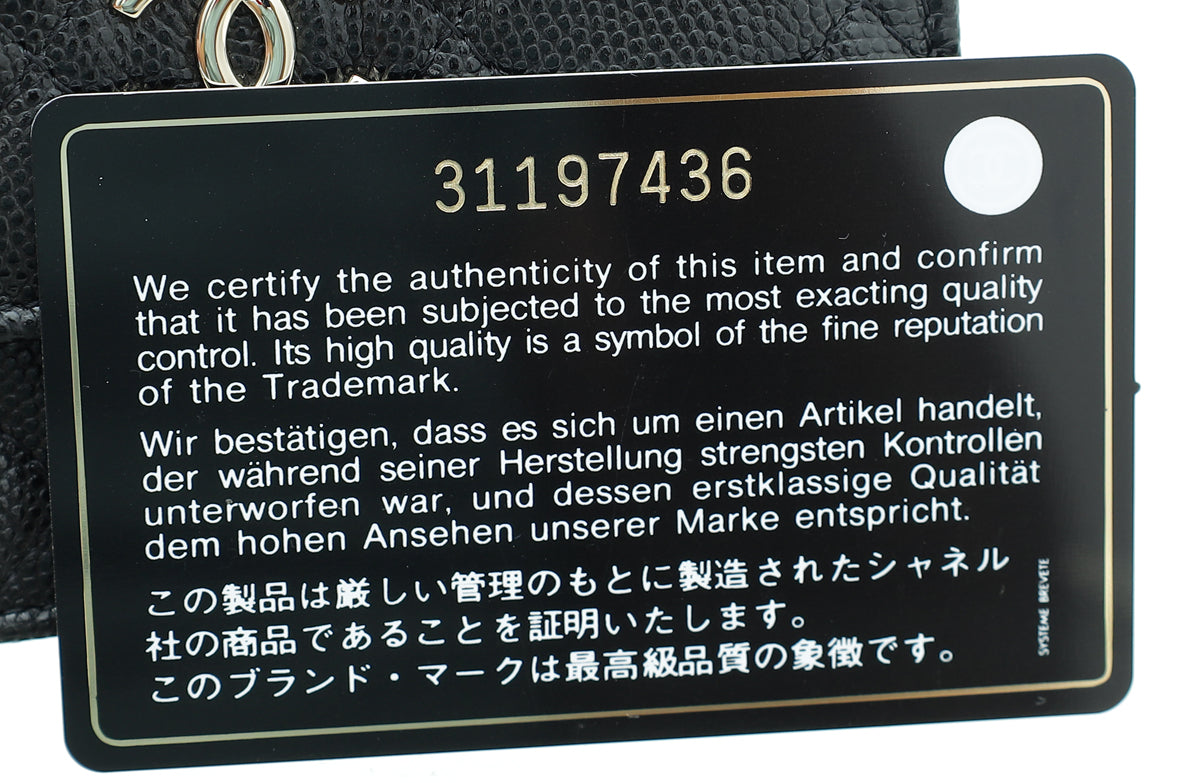 31197436
We certify the authenticity of this item and confirm
that it has been subjected to the most exacting quality
control. Its high quality is a symbol of the fine reputation
of the Trademark.
Wir bestätigen, dass es sich um einen Artikel handelt,
der während seiner Herstellung strengsten Kontrollen
unterworfen war, und dessen erstklassige Qualität
dem hohen Ansehen unserer Marke entspricht.
この製品は厳しい管理のもとに製造されたシャネル
社の商品であることを証明いたします。
このブランド・マークは最高級品質の象徴です。
SYSTEME BREVETE